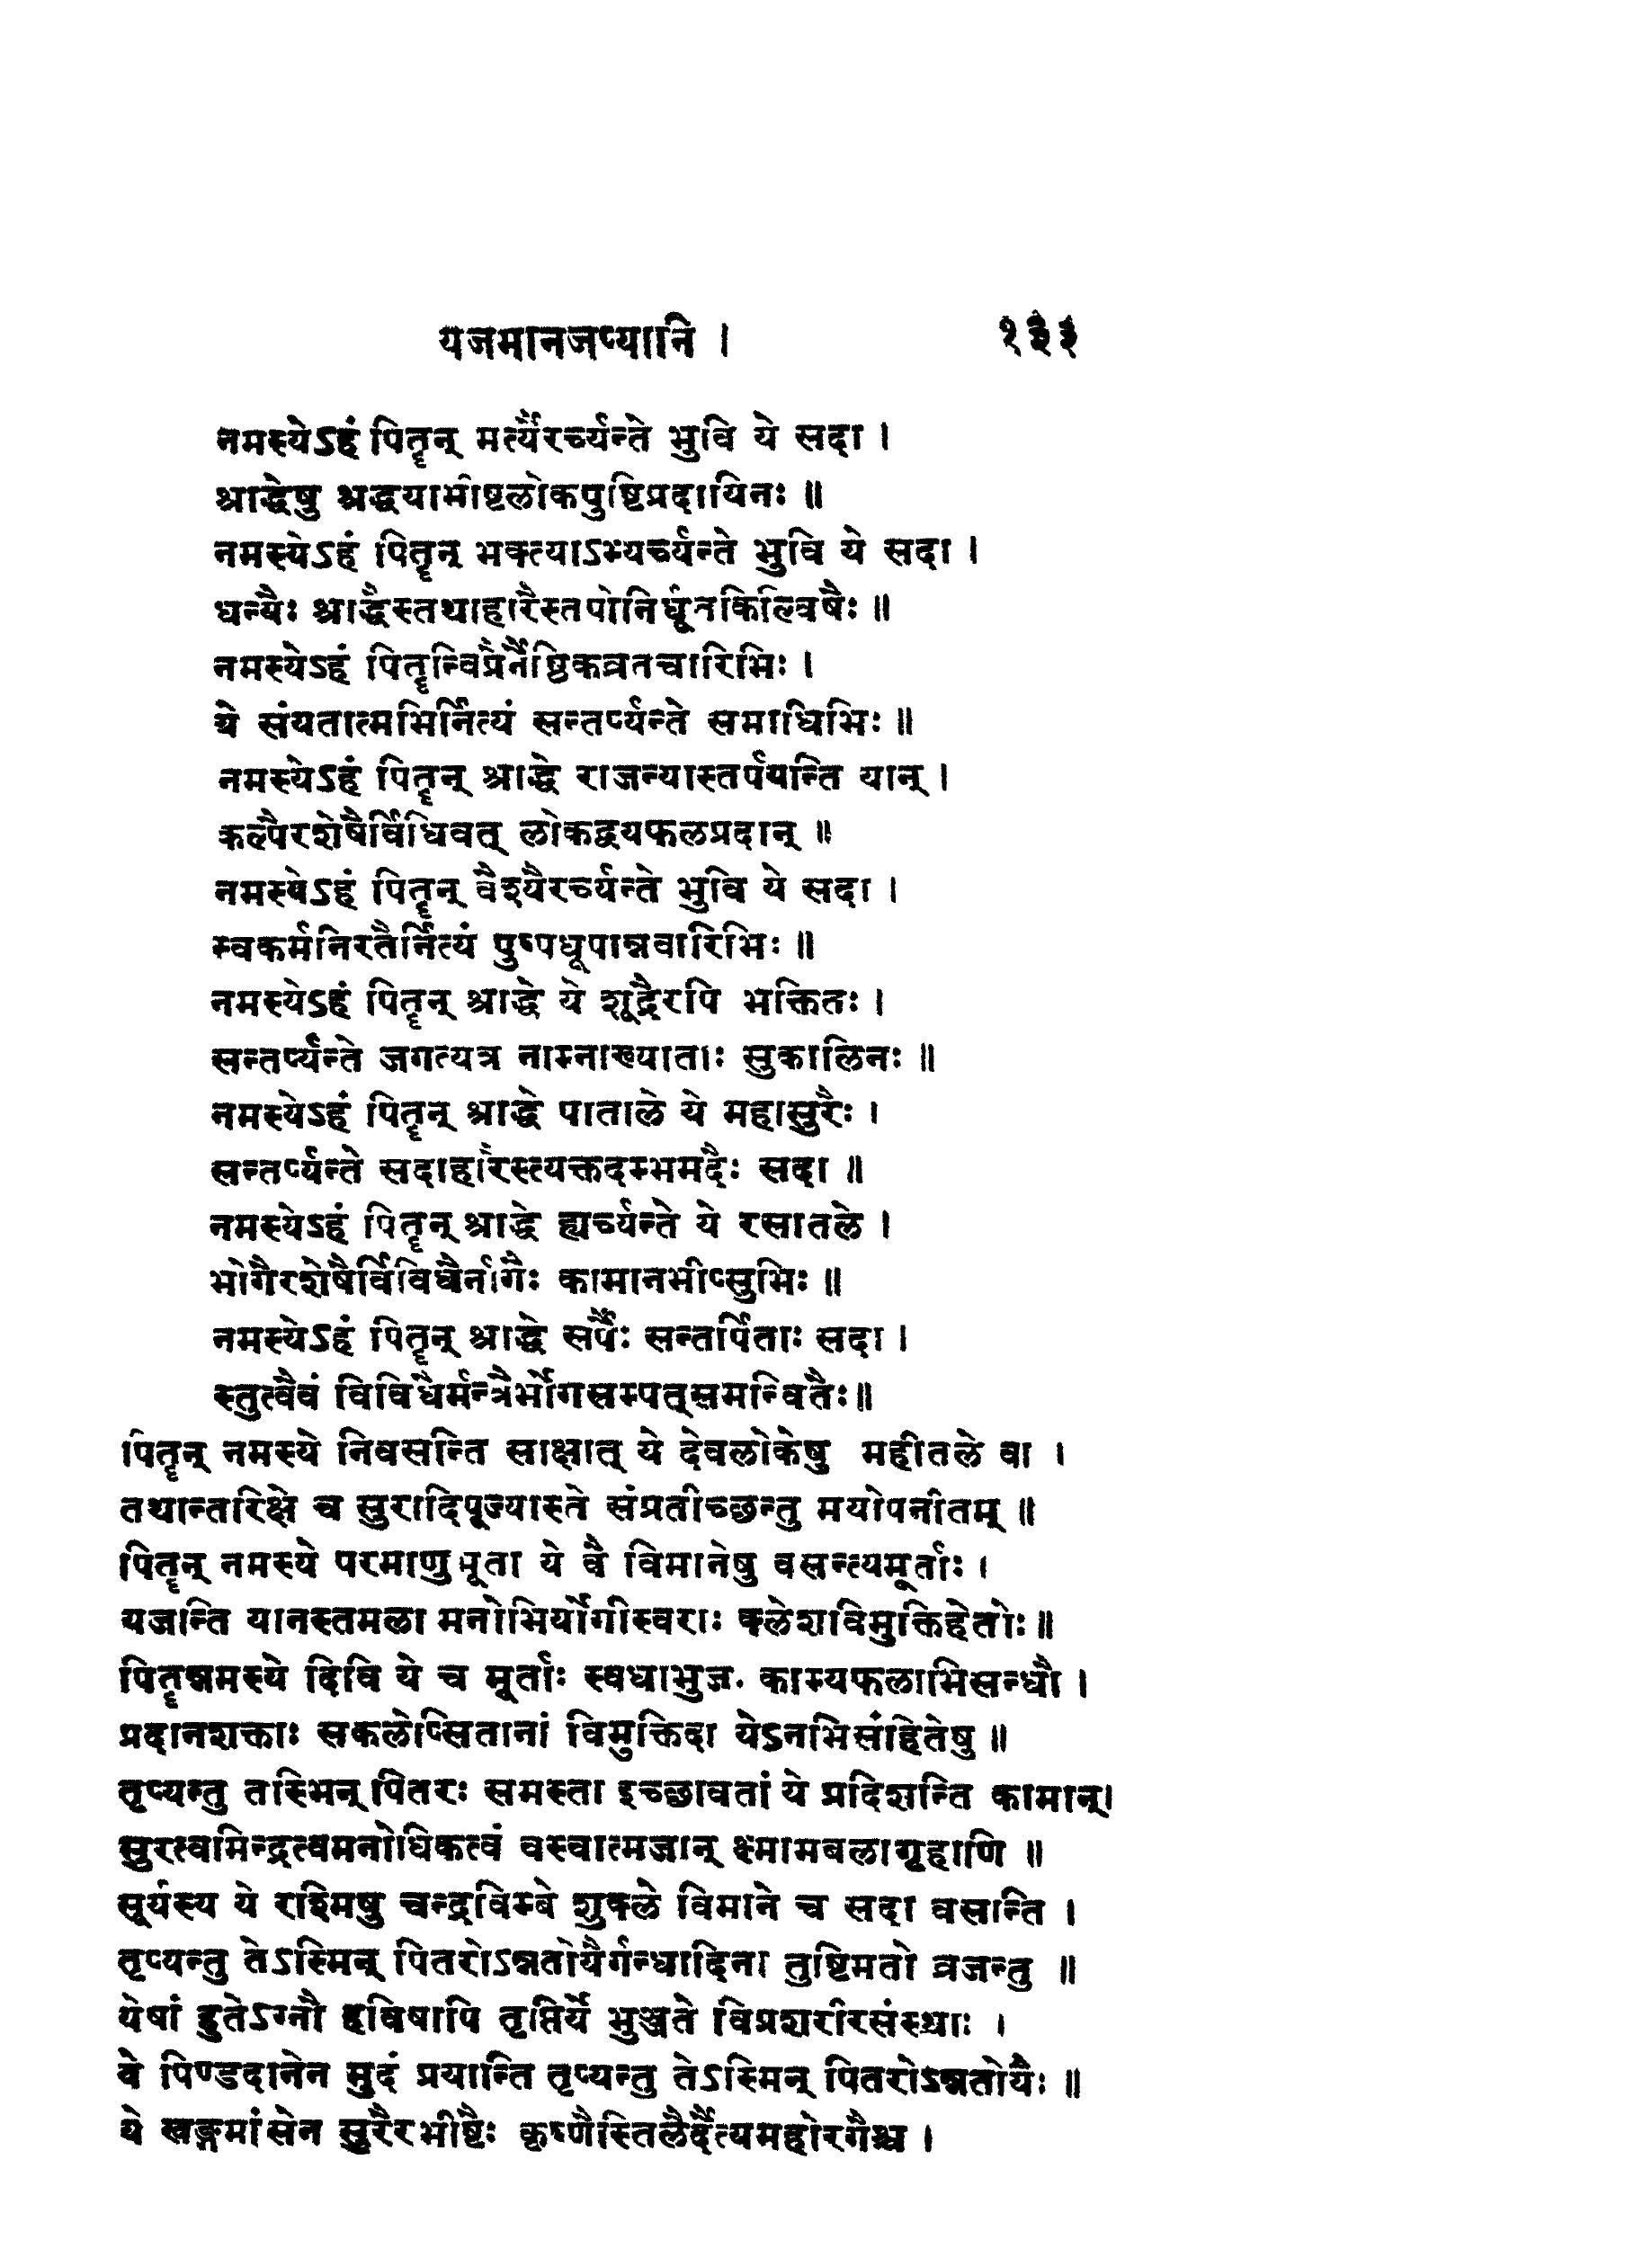 यजमानजप्यानि । १३३
नमस्येऽहं पितॄन् मर्त्यैरर्च्यन्ते भुवि ये सदा ।
श्राद्धेषु श्रद्धयाभीष्टलोकपुष्टिप्रदायिनः ॥
नमस्येऽहं पितॄन् भक्त्याऽभ्यर्च्यन्ते भुवि ये सदा ।
धन्यैः श्राद्धैस्तथाहारैस्तपोनिर्धूतकिल्विषैः ॥
नमस्येऽहं पितॄन्विप्रैर्नैष्ठिकव्रतचारिभिः ।
ये संयतात्मभिर्नित्यं सन्तर्प्यन्ते समाधिभिः ॥
नमस्येऽहं पितॄन् श्राद्धे राजन्यास्तर्पयन्ति यान् ।
कल्पैरशेषैर्विधिवत् लोकद्वयफलप्रदान् ॥
नमस्येऽहं पितॄन् वैश्यैरर्च्यन्ते भुवि ये सदा ।
स्वकर्मनिरतैर्नित्यं पुष्पधूपान्नवारिभिः ॥
नमस्येऽहं पितॄन् श्राद्धे ये शूद्रैरपि भक्तितः ।
सन्तर्प्यन्ते जगत्यत्र नाम्नाख्याताः सुकालिनः ॥
नमस्येऽहं पितॄन् श्राद्धे पाताले ये महासुरैः ।
सन्तर्प्यन्ते सदाहारैस्त्यक्तदम्भमदैः सदा ॥
नमस्येऽहं पितॄन् श्राद्धे ह्यर्च्यन्ते ये रसातले ।
भोगैरशेषैर्विविधैर्नागैः कामानभीप्सुभिः ॥
नमस्येऽहं पितॄन् श्राद्धे सर्पैः सन्तर्पिताः सदा ।
स्तुत्वैवं विविधैर्मन्त्रैर्भोगसम्पत्समन्वितैः॥
पितॄन् नमस्ये निवसन्ति साक्षात् ये देवलोकेषु महीतले वा ।
तथान्तरिक्षे च सुरादिपूज्यास्ते संप्रतीच्छन्तु मयोपनीतम् ॥
पितॄन् नमस्ये परमाणुभूता ये वै विमानेषु वसन्त्यमूर्ताः ।
यजन्ति यानस्तमला मनोभिर्योगीस्वराः क्लेशविमुक्तिहेतोः॥
पितॄन्नमस्ये दिवि ये च मूर्ताः स्वधाभुज. काम्यफलाभिसन्धौ ।
प्रदानशक्ताः सकलेप्सितानां विमुक्तिदा येऽनभिसंहितेषु ॥
तृप्यन्तु तस्मिन् पितरः समस्ता इच्छावतां ये प्रदिशन्ति कामान्।
सुरत्वमिन्द्रत्वमनोधिकत्वं वस्वात्मजान् क्ष्मामबलागृहाणि ॥
सूर्यस्य ये रश्मिषु चन्द्रविम्बे शुक्ले विमाने च सदा वसन्ति ।
तृप्यन्तु तेऽस्मिन् पितरोऽन्नतोयैर्गन्धादिना तुष्टिमतो व्रजन्तु ॥
येषां हुतेऽग्नौ हविषापि तृप्तिर्ये भुञ्जते विप्रशरीरसंस्थाः ।
ये पिण्डदानेन मुदं प्रयान्ति तृप्यन्तु तेऽस्मिन् पितरोऽन्नतोयैः ॥
ये खङ्गमांसेन सुरैरभीष्टैः कृष्णैस्तिलैर्दैत्यमहोरगैश्च ।